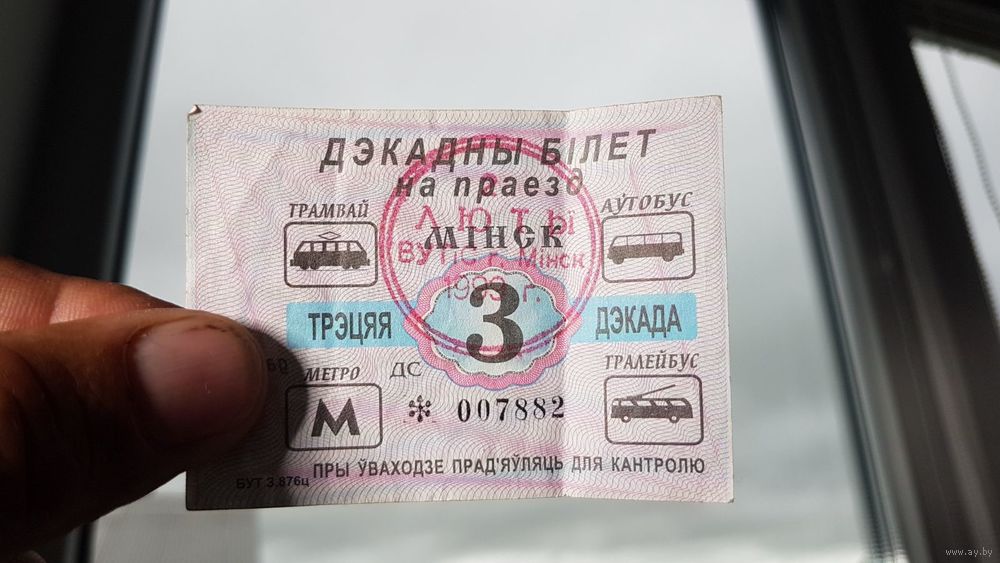 ДЭКАДНЫ БІЛЕТ
на праезд
ТРАМВАЙ
АЎТОБУС
ЛЮТЫ
МІНСК
г. Мінск
ТРЭЦЯЯ
3
ДЭКАДА
МЕТРО
ДС
ТРАЛЕЙБУС
М
* 007882
ПРЫ ЎВАХОДЗЕ ПРАД'ЯЎЛЯЦЬ ДЛЯ КАНТРОЛЮ
БУТ З.876ц
www.ay.by